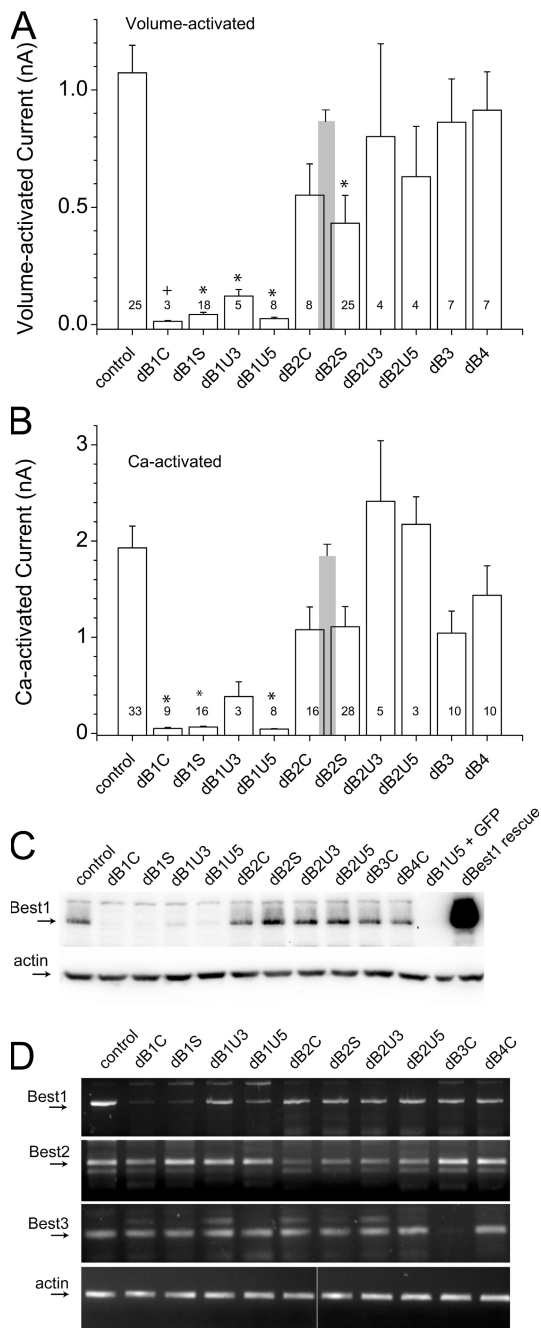 A
Volume-activated
Volume-activated Current (nA)
1.0
0.5
0.0
+
*
*
*
*
25
3
18
5
8
8
25
4
4
7
7
control
dB1C
dB1S
dB1U3
dB1U5
dB2C
dB2S
dB2U3
dB2U5
dB3
dB4
B
Ca-activated
Ca-activated Current (nA)
3
2
1
0
*
*
*
33
9
16
3
8
16
28
5
3
10
10
control
dB1C
dB1S
dB1U3
dB1U5
dB2C
dB2S
dB2U3
dB2U5
dB3
dB4
C
control
dB1C
dB1S
dB1U3
dB1U5
dB2C
dB2S
dB2U3
dB2U5
dB3C
dB4C
dB1U5 + GFP
dBest1 rescue
Best1
actin
D
control
dB1C
dB1S
dB1U3
dB1U5
dB2C
dB2S
dB2U3
dB2U5
dB3C
dB4C
Best1
Best2
Best3
actin